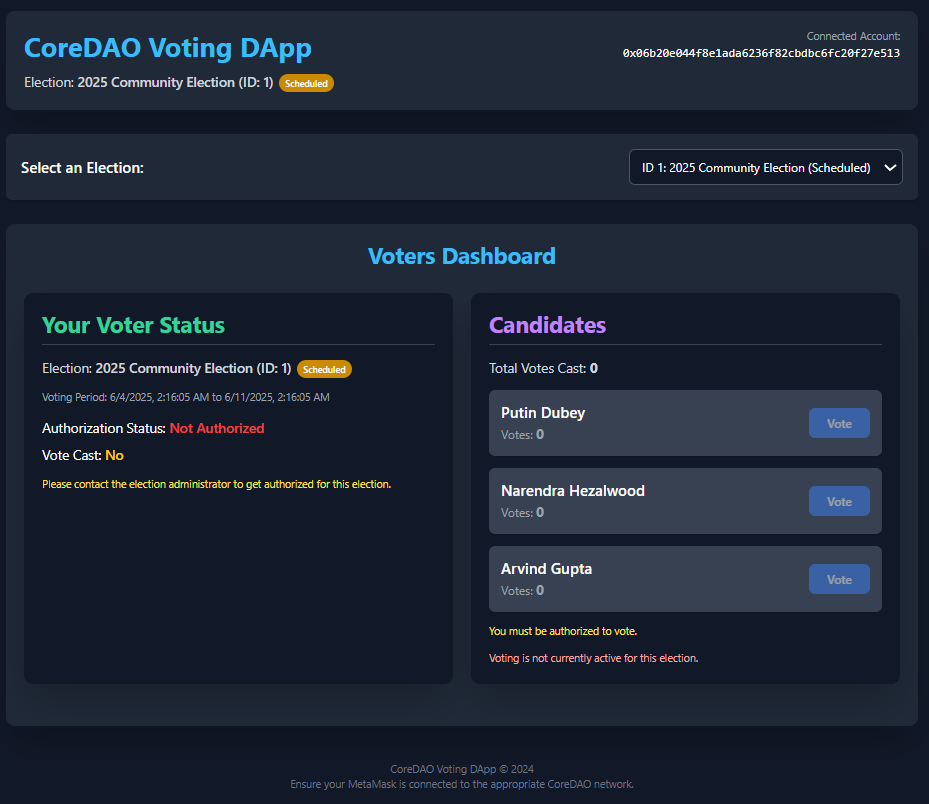 CoreDAO Voting DApp
Election: 2025 Community Election (ID: 1) Scheduled
Connected Account:
0x06b20e044f8e1ada6236f82cbdbc6fc20f27e513
Select an Election:
ID 1: 2025 Community Election (Scheduled)
Voters Dashboard
Your Voter Status
Election: 2025 Community Election (ID: 1) Scheduled
Voting Period: 6/4/2025, 2:16:05 AM to 6/11/2025, 2:16:05 AM
Authorization Status: Not Authorized
Vote Cast: No
Please contact the election administrator to get authorized for this election.
Candidates
Total Votes Cast: 0
Putin Dubey
Votes: 0
Vote
Narendra Hezalwood
Votes: 0
Vote
Arvind Gupta
Votes: 0
Vote
You must be authorized to vote.
Voting is not currently active for this election.
CoreDAO Voting DApp © 2024
Ensure your MetaMask is connected to the appropriate CoreDAO network.